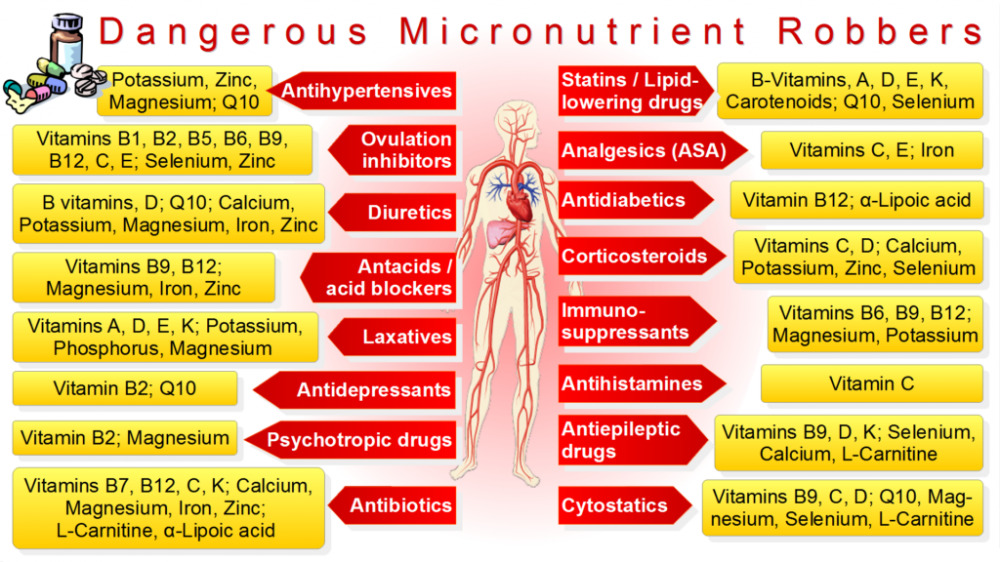 Dangerous Micronutrient Robbers
Potassium, Zinc,
Magnesium; Q10
Antihypertensives
Vitamins B1, B2, B5, B6, B9,
B12, C, E; Selenium, Zinc
Ovulation
inhibitors
B vitamins, D; Q10; Calcium,
Potassium, Magnesium, Iron, Zinc
Diuretics
Vitamins B9, B12;
Magnesium, Iron, Zinc
Antacids /
acid blockers
Vitamins A, D, E, K; Potassium,
Phosphorus, Magnesium
Laxatives
Vitamin B2; Q10
Antidepressants
Vitamin B2; Magnesium
Psychotropic drugs
Vitamins B7, B12, C, K; Calcium,
Magnesium, Iron, Zinc;
L-Carnitine, α-Lipoic acid
Antibiotics
Statins / Lipid-
lowering drugs
B-Vitamins, A, D, E, K,
Carotenoids; Q10, Selenium
Analgesics (ASA)
Vitamins C, E; Iron
Antidiabetics
Vitamin B12; α-Lipoic acid
Corticosteroids
Vitamins C, D; Calcium,
Potassium, Zinc, Selenium
Immuno-
suppressants
Vitamins B6, B9, B12;
Magnesium, Potassium
Antihistamines
Vitamin C
Antiepileptic
drugs
Vitamins B9, D, K; Selenium,
Calcium, L-Carnitine
Cytostatics
Vitamins B9, C, D; Q10, Mag-
nesium, Selenium, L-Carnitine